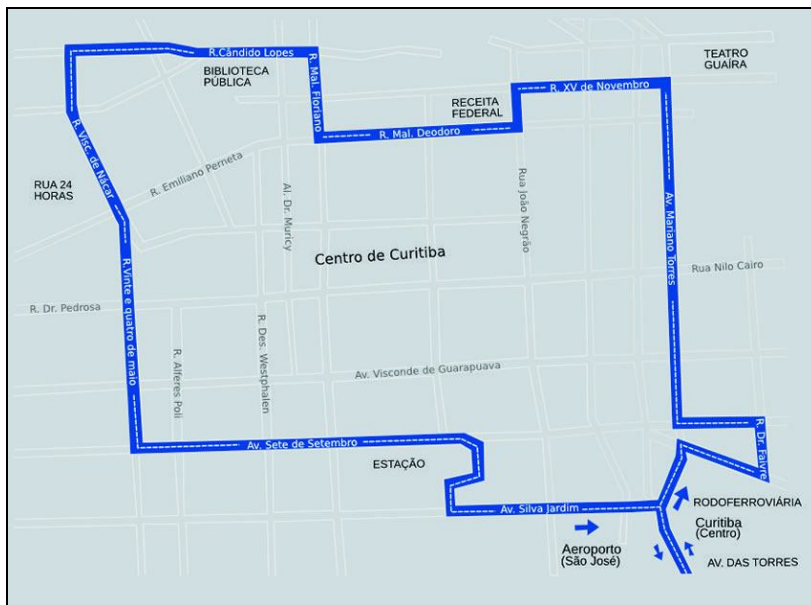 R.Cândido Lopes
BIBLIOTECA
PÚBLICA
R. Mal. Floriano
TEATRO
GUAÍRA
R. XV de Novembro
RECEITA
FEDERAL
R. Mal. Deodoro
R. Visc. de Nácar
R. Emiliano Perneta
RUA 24
HORAS
Al. Dr. Muricy
Rua João Negrão
Av. Mariano Torres
Centro de Curitiba
Rua Nilo Cairo
R. Dr. Pedrosa
R.Vinte e quatro de maio
R. Alferes Poli
R. Des. Westphalen
Av. Visconde de Guarapuava
Av. Sete de Setembro
R. Dr. Faivre
ESTAÇÃO
Av. Silva Jardim
RODOFERROVIÁRIA
Curitiba
(Centro)
Aeroporto
(São José)
AV. DAS TORRES